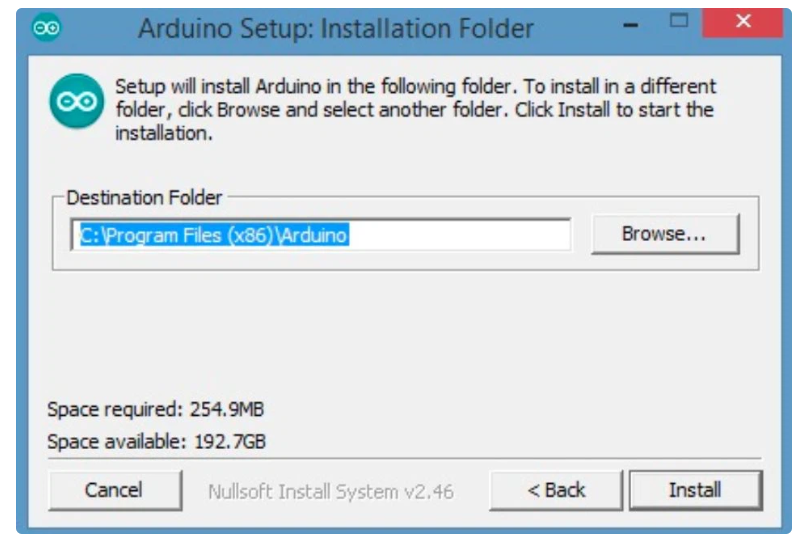 Arduino Setup: Installation Folder
Setup will install Arduino in the following folder. To install in a different
folder, click Browse and select another folder. Click Install to start the
installation.
Destination Folder
C:\Program Files (x86)\Arduino
Browse...
Space required: 254.9MB
Space available: 192.7GB
Cancel
Nullsoft Install System v2.46
< Back
Install